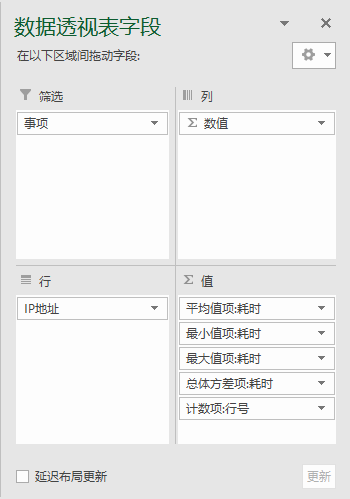 数据透视表字段
在以下区域间拖动字段:
筛选
列
事项
Σ 数值
行
Σ 值
IP地址
平均值项:耗时
最小值项:耗时
最大值项:耗时
总体方差项:耗时
计数项:行号
延迟布局更新
更新